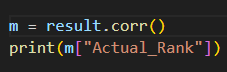 m = result.corr()
print(m["Actual_Rank"])